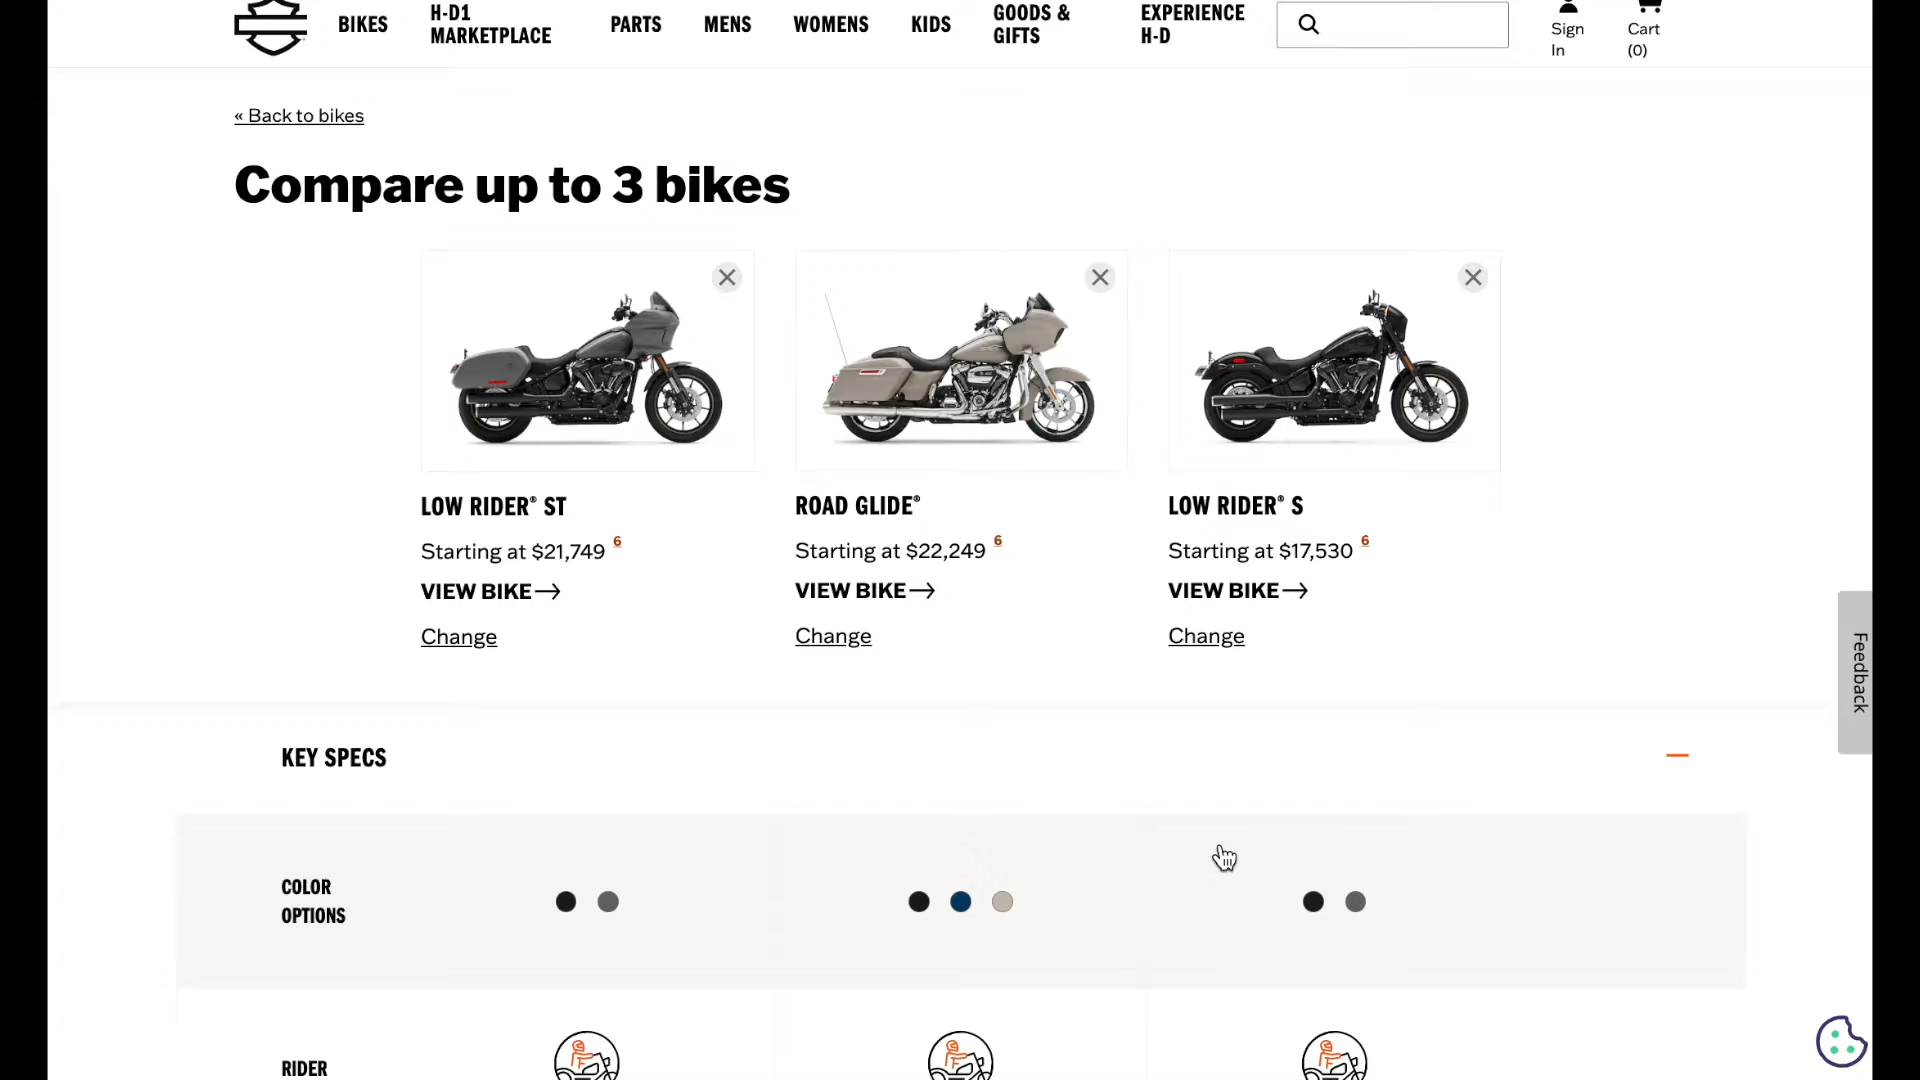 BIKES
H-D1
MARKETPLACE
PARTS
MENS
WOMENS
KIDS
GOODS &
GIFTS
EXPERIENCE
H-D
Sign
In
Cart
(0)
« Back to bikes
Compare up to 3 bikes
LOW RIDER® ST
Starting at $21,749 6
VIEW BIKE→
Change
ROAD GLIDE®
Starting at $22,249 6
VIEW BIKE→
Change
LOW RIDER® S
Starting at $17,530 6
VIEW BIKE→
Change
Feedback
KEY SPECS
COLOR
OPTIONS
RIDER